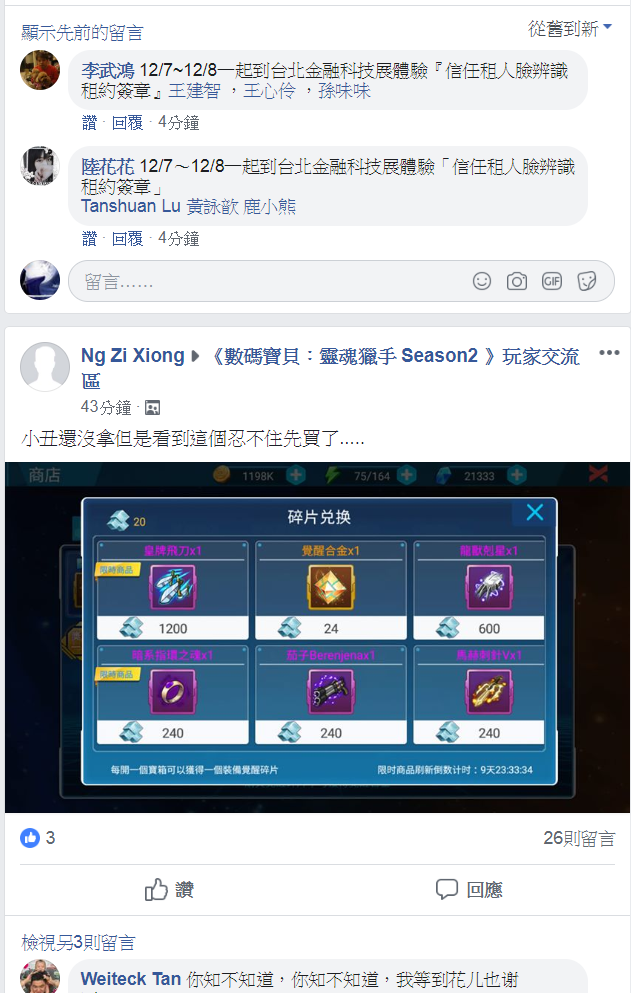 顯示先前的留言
從舊到新
李武鴻 12/7~12/8一起到台北金融科技展體驗『信任租人臉辨識
租約簽章』王建智 ，王心伶 ，孫味味
讚 · 回覆 · 4分鐘
陸花花 12/7～12/8一起到台北金融科技展體驗「信任租人臉辨識
租約簽章」
Tanshuan Lu 黃詠歆 鹿小熊
讚 · 回覆 · 4分鐘
留言……
GIF
Ng Zi Xiong ▸ 《數碼寶貝：靈魂獵手 Season2 》玩家交流
區
43分鐘 ·
小丑還沒拿但是看到這個忍不住先買了.....
商店 1198K 75/164 21333
20 碎片兑换
皇牌飛刀x1 覺醒合金x1 龍獸剋星x1
限時商品
1200 24 600
暗系指環之魂x1 茄子Berenjenax1 馬赫刺針Vx1
限時商品
240 240 240
每開一個寶箱可以獲得一個裝備覺醒碎片 限时商品刷新倒数计时：9天23:33:34
3 26則留言
讚 回應
檢視另3則留言
Weiteck Tan 你知不知道，你知不知道，我等到花儿也谢